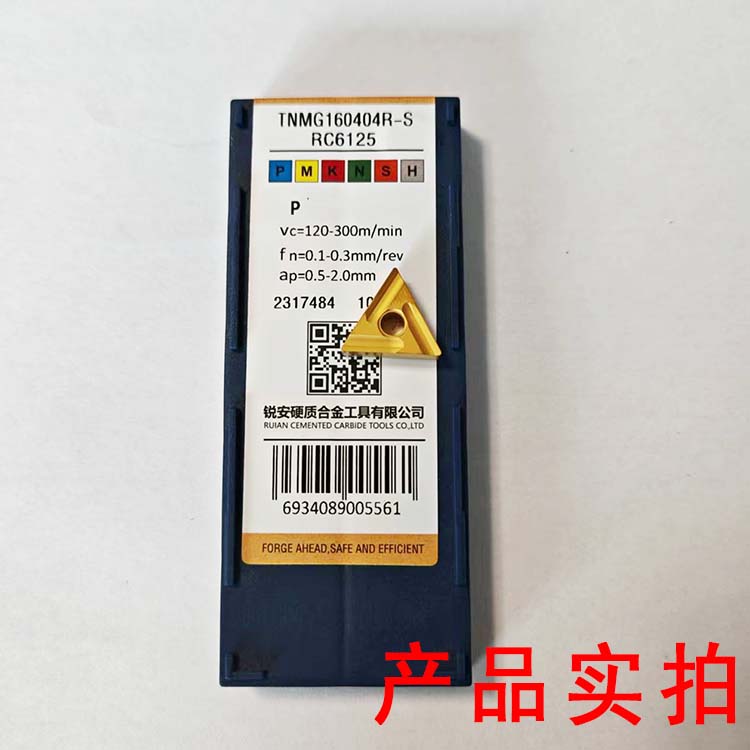 TNMG160404R-S
RC6125
P M K N S H
P
vc=120-300m/min
fn=0.1-0.3mm/rev
ap=0.5-2.0mm
2317484 10
锐安硬质合金工具有限公司
RUIAN CEMENTED CARBIDE TOOLS CO,LTD
6934089005561
FORGE AHEAD,SAFE AND EFFICIENT
产品实拍